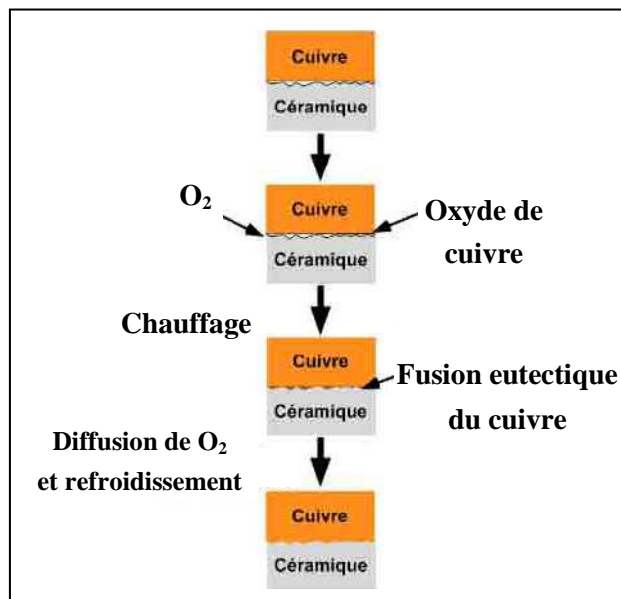 Cuivre
Céramique
O₂
Cuivre
Oxyde de
cuivre
Céramique
Chauffage
Cuivre
Fusion eutectique
du cuivre
Céramique
Diffusion de O₂
et refroidissement
Cuivre
Céramique